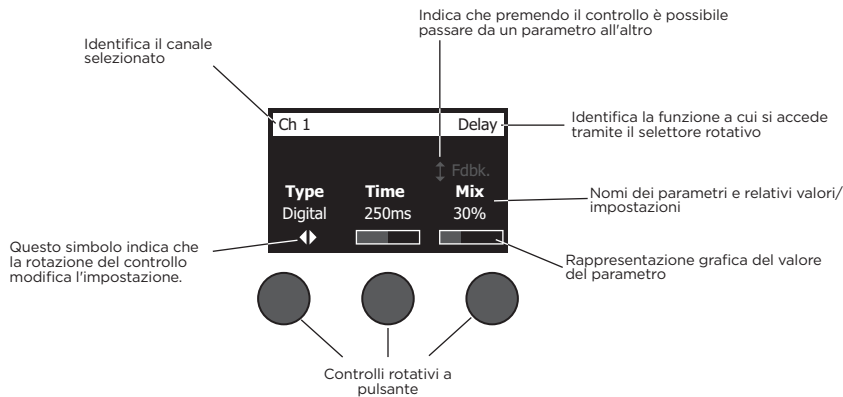 Indica che premendo il controllo è possibile
passare da un parametro all'altro
Identifica il canale
selezionato
Ch 1
Delay
Identifica la funzione a cui si accede
tramite il selettore rotativo
Fdbk.
Type
Time
Mix
Digital
250ms
30%
Nomi dei parametri e relativi valori/
impostazioni
Questo simbolo indica che
la rotazione del controllo
modifica l'impostazione.
Rappresentazione grafica del valore
del parametro
Controlli rotativi a
pulsante